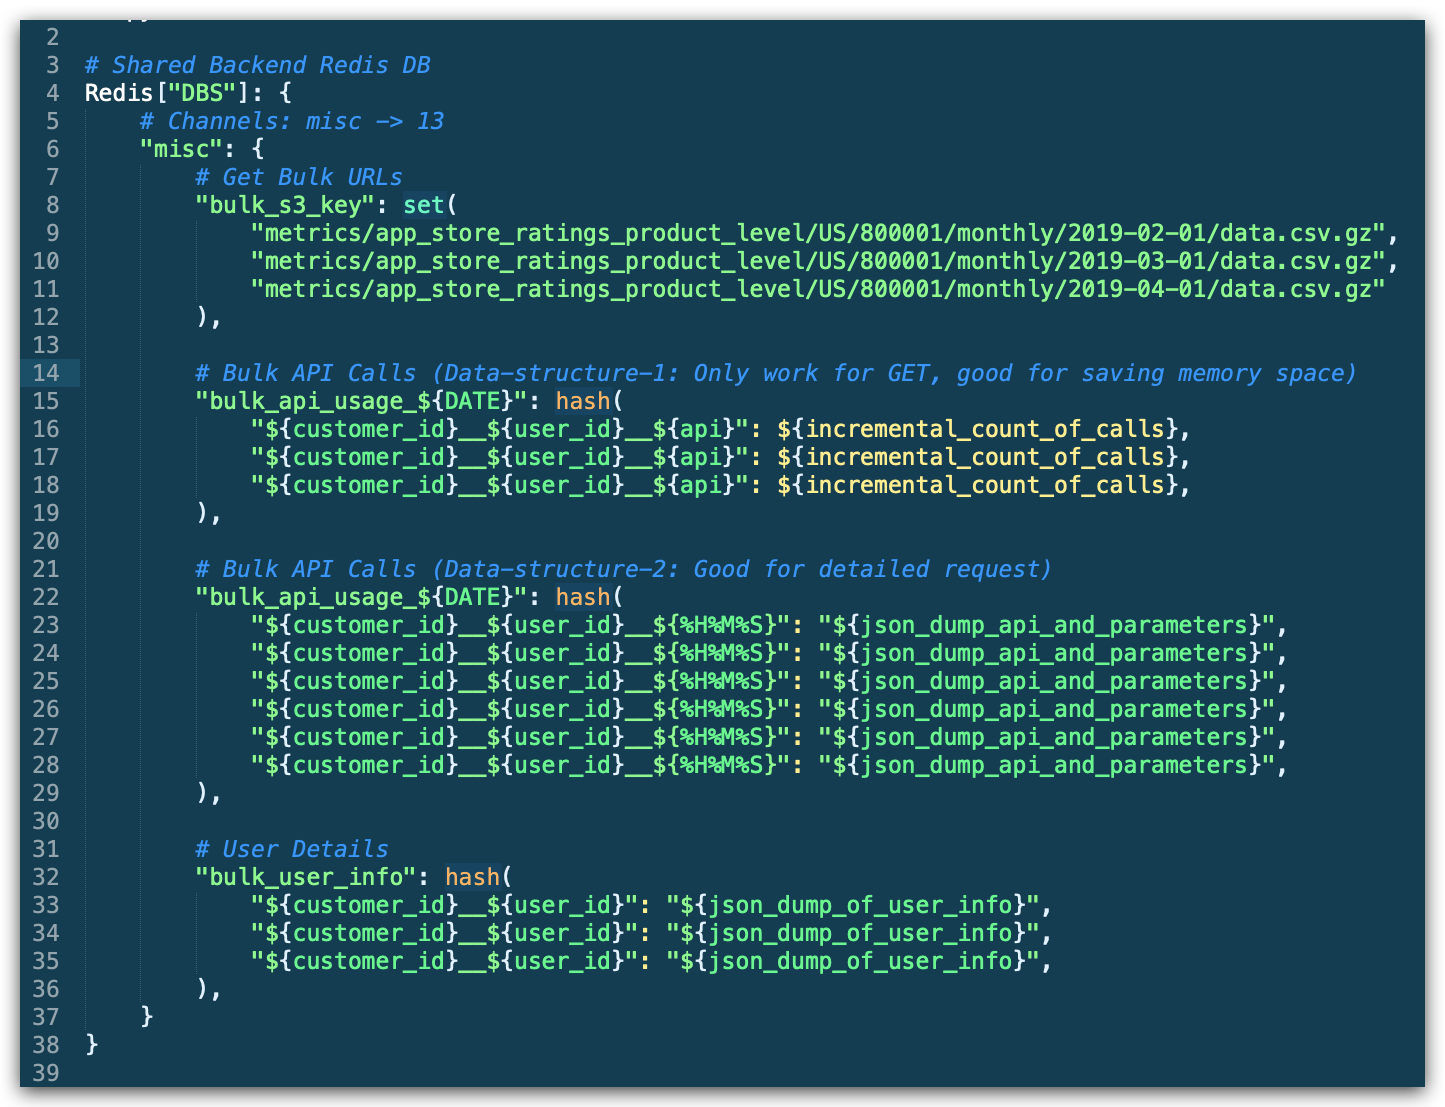 2
3 # Shared Backend Redis DB
4 Redis["DBS"]: {
5     # Channels: misc -> 13
6     "misc": {
7         # Get Bulk URLs
8         "bulk_s3_key": set(
9             "metrics/app_store_ratings_product_level/US/800001/monthly/2019-02-01/data.csv.gz",
10             "metrics/app_store_ratings_product_level/US/800001/monthly/2019-03-01/data.csv.gz",
11             "metrics/app_store_ratings_product_level/US/800001/monthly/2019-04-01/data.csv.gz"
12         ),
13
14         # Bulk API Calls (Data-structure-1: Only work for GET, good for saving memory space)
15         "bulk_api_usage_${DATE}": hash(
16             "${customer_id}__${user_id}__${api}": ${incremental_count_of_calls},
17             "${customer_id}__${user_id}__${api}": ${incremental_count_of_calls},
18             "${customer_id}__${user_id}__${api}": ${incremental_count_of_calls},
19         ),
20
21         # Bulk API Calls (Data-structure-2: Good for detailed request)
22         "bulk_api_usage_${DATE}": hash(
23             "${customer_id}__${user_id}__${%H%M%S}": "${json_dump_api_and_parameters}",
24             "${customer_id}__${user_id}__${%H%M%S}": "${json_dump_api_and_parameters}",
25             "${customer_id}__${user_id}__${%H%M%S}": "${json_dump_api_and_parameters}",
26             "${customer_id}__${user_id}__${%H%M%S}": "${json_dump_api_and_parameters}",
27             "${customer_id}__${user_id}__${%H%M%S}": "${json_dump_api_and_parameters}",
28             "${customer_id}__${user_id}__${%H%M%S}": "${json_dump_api_and_parameters}",
29         ),
30
31         # User Details
32         "bulk_user_info": hash(
33             "${customer_id}__${user_id}": "${json_dump_of_user_info}",
34             "${customer_id}__${user_id}": "${json_dump_of_user_info}",
35             "${customer_id}__${user_id}": "${json_dump_of_user_info}",
36         ),
37     }
38 }
39